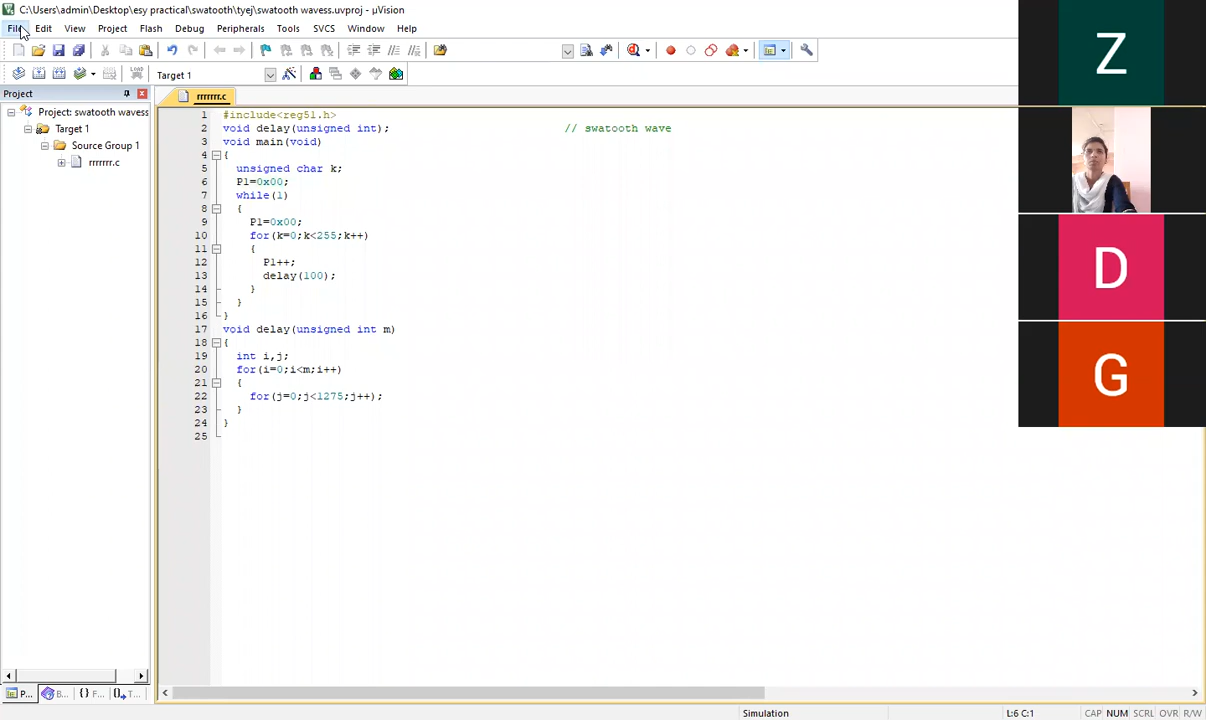 C:\Users\admin\Desktop\esy practical\swatooth\tyej\swatooth wavess.uvproj - µVision
File Edit View Project Flash Debug Peripherals Tools SVCS Window Help
LOAD Target 1
Project
rrrrrrr.c
Project: swatooth wavess
Target 1
Source Group 1
rrrrrrr.c
1 #include<reg51.h>
2 void delay(unsigned int); // swatooth wave
3 void main(void)
4 {
5 unsigned char k;
6 P1=0x00;
7 while(1)
8 {
9 P1=0x00;
10 for(k=0;k<255;k++)
11 {
12 P1++;
13 delay(100);
14 }
15 }
16 }
17 void delay(unsigned int m)
18 {
19 int i,j;
20 for(i=0;i<m;i++)
21 {
22 for(j=0;j<1275;j++);
23 }
24 }
25
P... B... {} F... 0→ T...
Simulation L:6 C:1 CAP NUM SCRL OVR R/W
Z
D
G